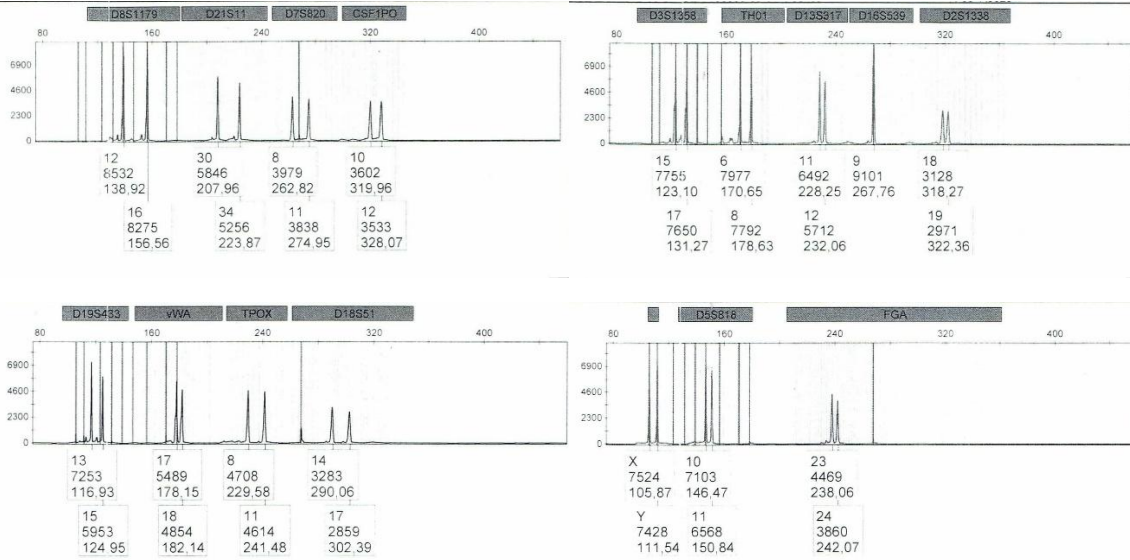 D8S1179 D21S11 D7S820 CSF1PO
80 160 240 320 400
6900
4600
2300
0
12 30 8 10
8532 5846 3979 3602
138,92 207,96 262,82 319,96
16 34 11 12
8275 5256 3838 3533
156,56 223,87 274,95 328,07
D3S1358 TH01 D13S317 D16S539 D2S1338
80 160 240 320 400
6900
4600
2300
0
15 6 11 9 18
7755 7977 6492 9101 3128
123,10 170,65 228,25 267,76 318,27
17 8 12 19
7650 7792 5712 2971
131,27 178,63 232,06 322,36
D19S433 vWA TPOX D18S51
80 160 240 320 400
6900
4600
2300
0
13 17 8 14
7253 5489 4708 3283
116,93 178,15 229,58 290,06
15 18 11 17
5953 4854 4614 2859
124,95 182,14 241,48 302,39
D5S818 FGA
80 160 240 320 400
6900
4600
2300
0
X 10 23
7524 7103 4469
105,87 146,47 238,06
Y 11 24
7428 6568 3860
111,54 150,84 242,07